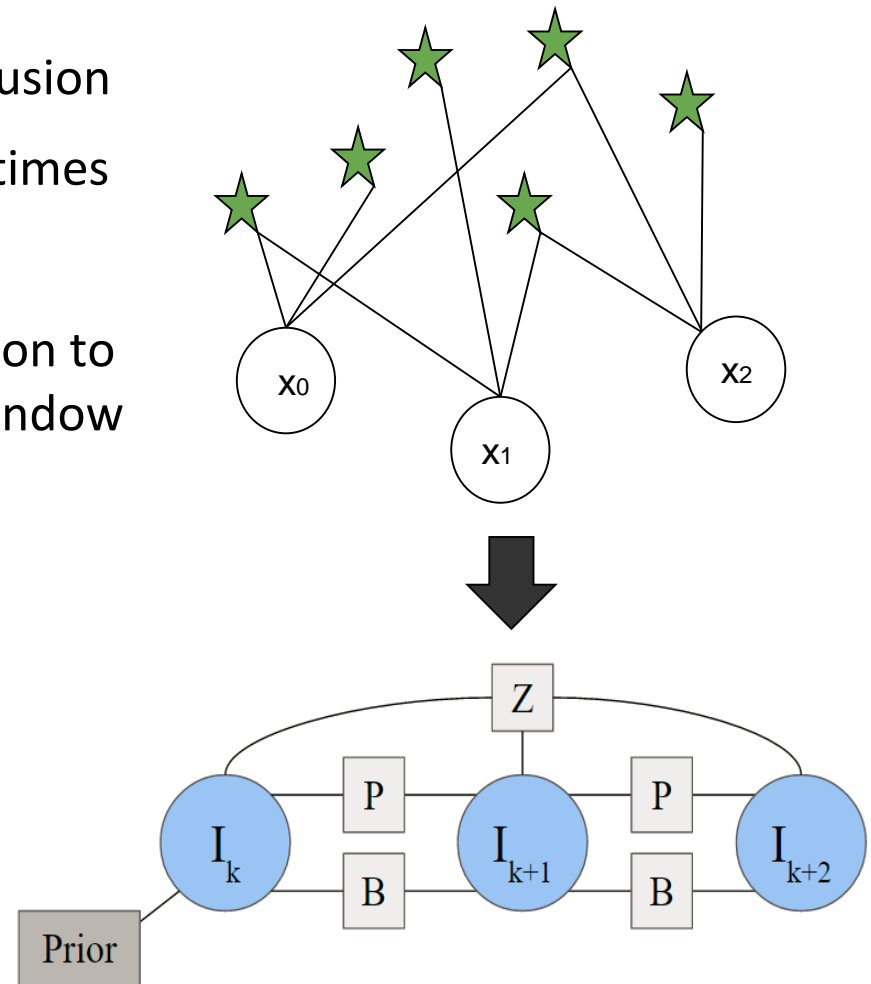 usion
times
on to
ndow
x0
x1
x2
Z
P
P
I k
I k+1
I k+2
B
B
Prior